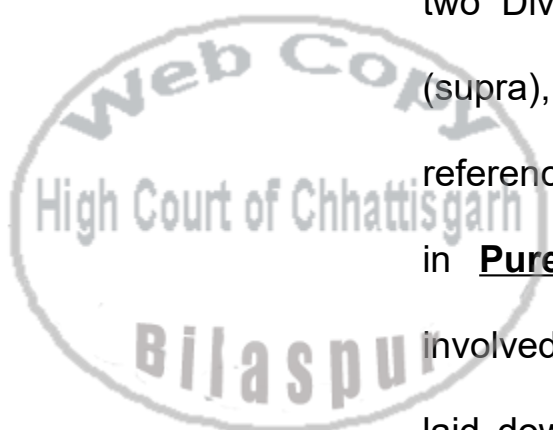 two Div
Web Copy
(supra),
referenc
High Court of Chhattisgarh
in Pure
Bilaspur
involved
laid dow